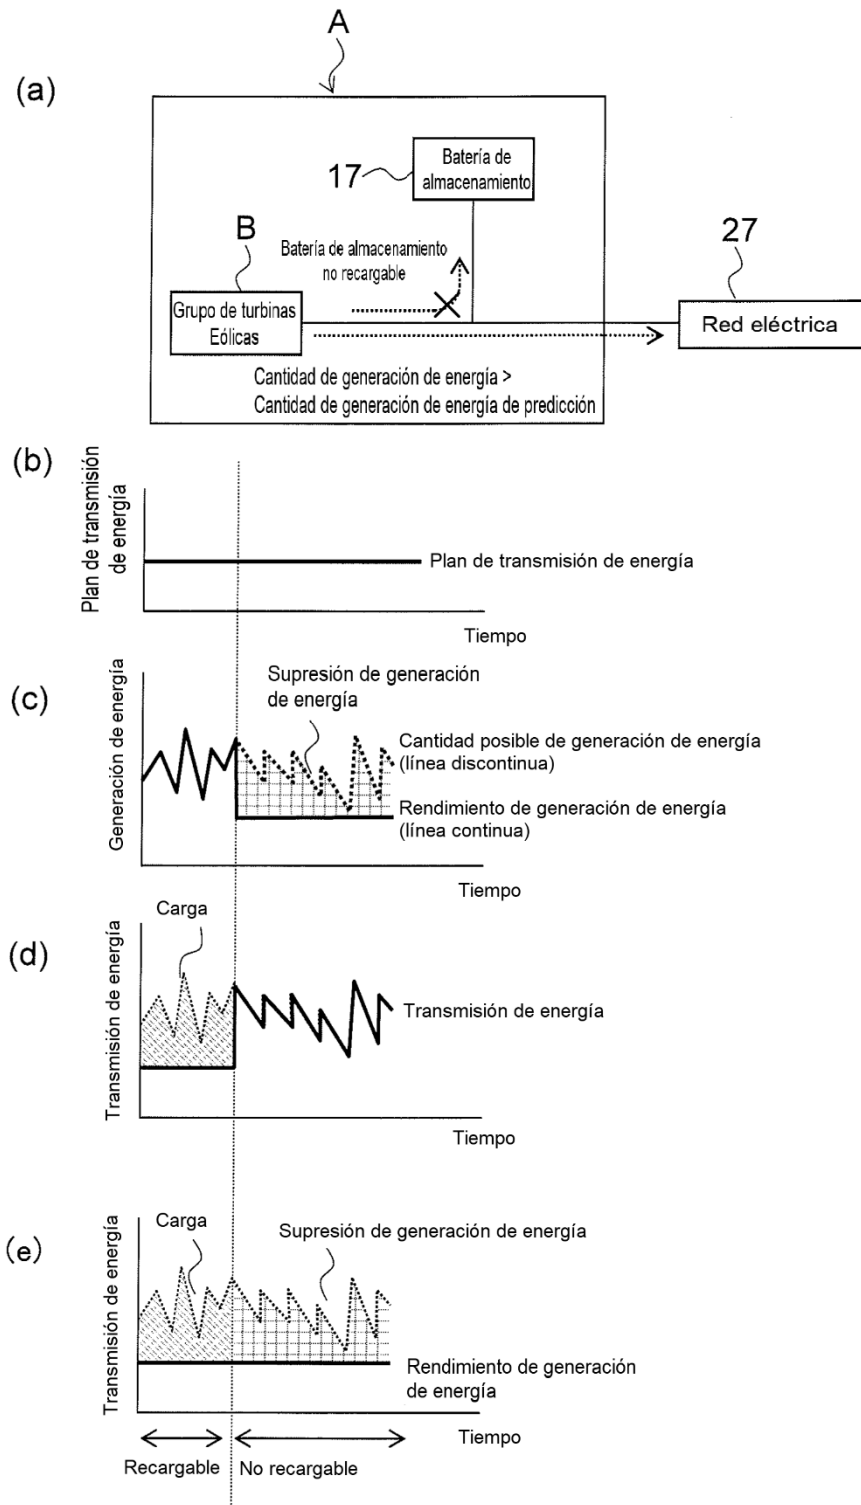 A
(a)
Batería de
almacenamiento
17
B
Batería de almacenamiento
no recargable
27
Grupo de turbinas
Eólicas
Red eléctrica
Cantidad de generación de energía >
Cantidad de generación de energía de predicción
(b)
Plan de transmisión
de energía
Plan de transmisión de energía
Tiempo
(c)
Generación de energía
Supresión de generación
de energía
Cantidad posible de generación de energía
(línea discontinua)
Rendimiento de generación de energía
(línea continua)
Tiempo
(d)
Transmisión de energía
Carga
Transmisión de energía
Tiempo
(e)
Transmisión de energía
Carga
Supresión de generación de energía
Rendimiento de generación
de energía
Tiempo
Recargable
No recargable